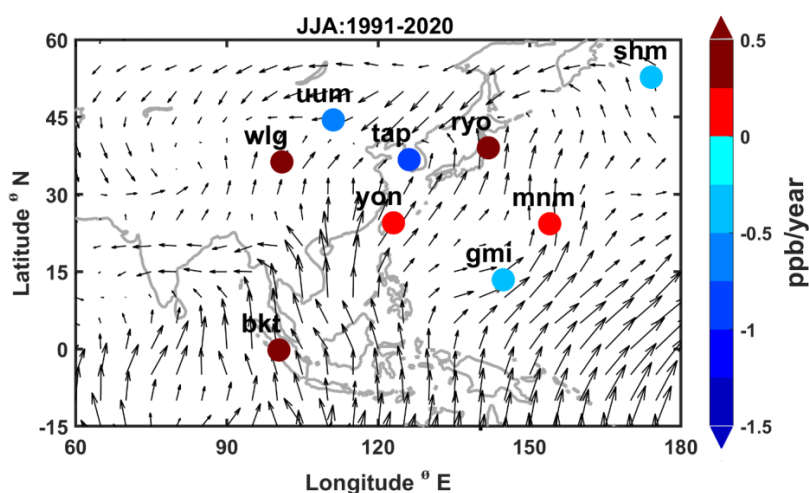 JJA:1991-2020
60
45
30
15
0
-15
60
90
120
150
180
Latitude ° N
Longitude ° E
shm
uum
wlg
tap
ryo
yon
mnm
gmi
bkt
0.5
0
-0.5
-1
-1.5
ppb/year